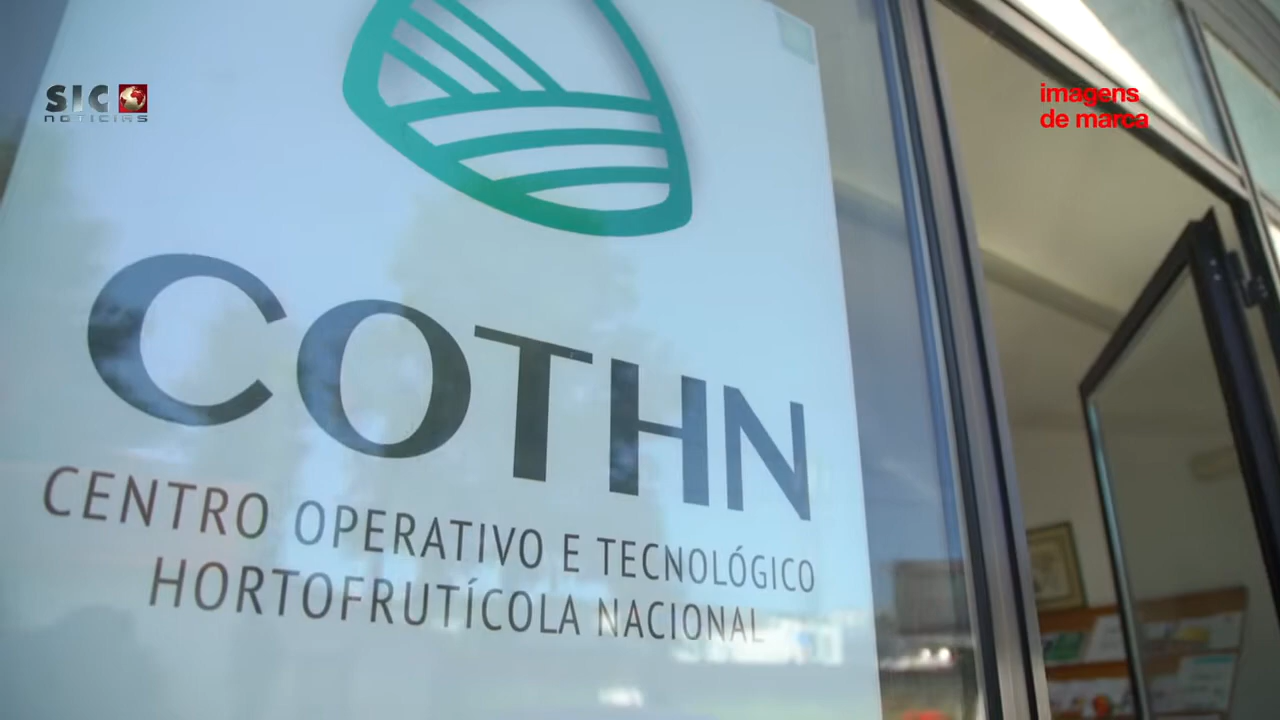 SIC
NOTÍCIAS
imagens
de marca
COTHN
CENTRO OPERATIVO E TECNOLÓGICO
HORTOFRUTÍCOLA NACIONAL